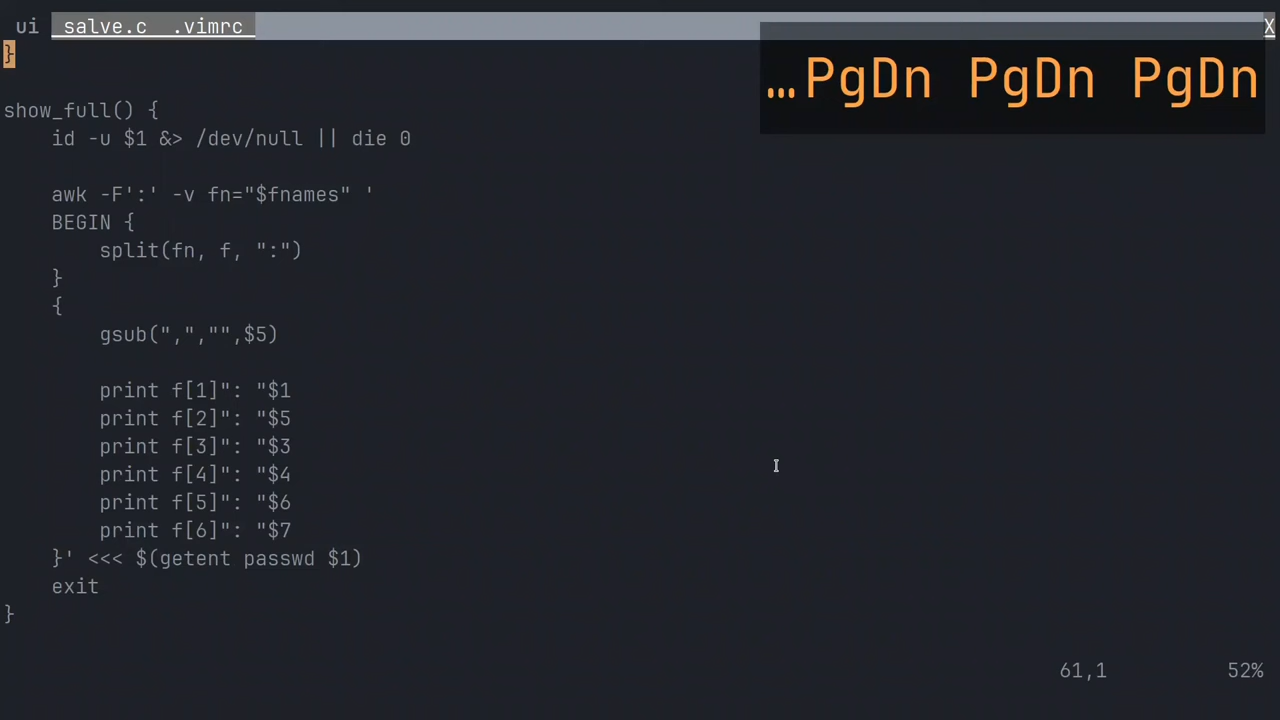 ui salve.c .vimrc X
}
…PgDn PgDn PgDn
show_full() {
id -u $1 &> /dev/null || die 0
awk -F':' -v fn="$fnames" '
BEGIN {
split(fn, f, ":")
}
{
gsub(",","",$5)
print f[1]": "$1
print f[2]": "$5
print f[3]": "$3
print f[4]": "$4
print f[5]": "$6
print f[6]": "$7
}' <<< $(getent passwd $1)
exit
}
61,1 52%